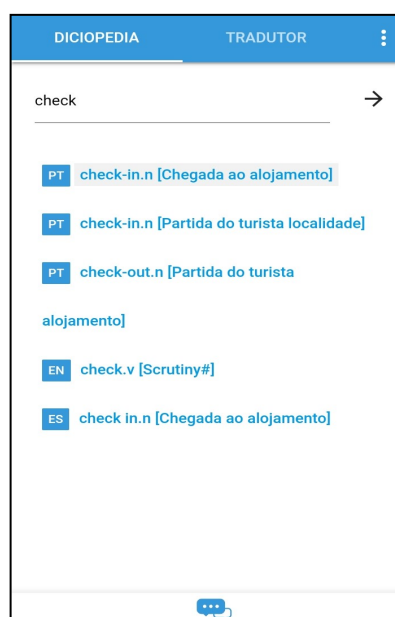 DICIOPEDIA TRADUTOR
check
PT check-in.n [Chegada ao alojamento]
PT check-in.n [Partida do turista localidade]
PT check-out.n [Partida do turista
alojamento]
EN check.v [Scrutiny#]
ES check in.n [Chegada ao alojamento]